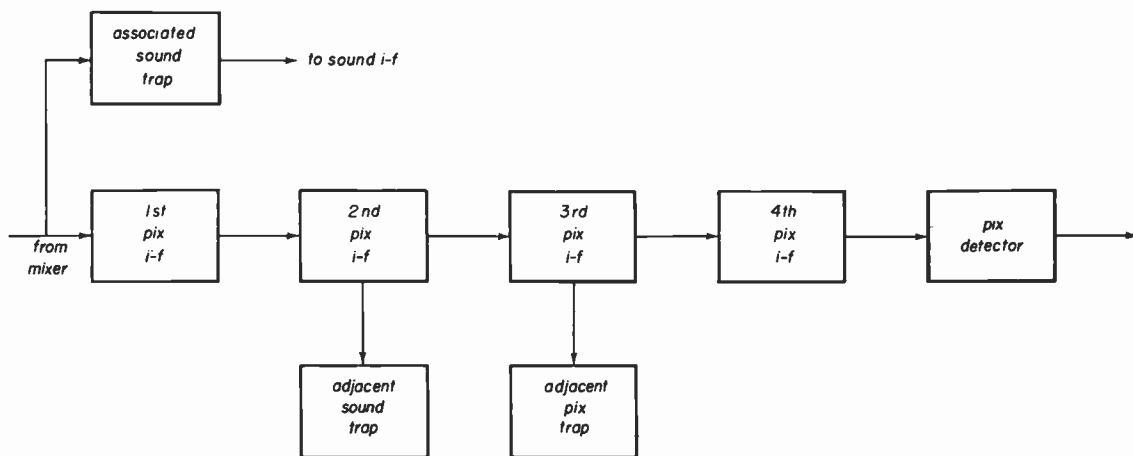 associated
sound
trap
to sound i-f
from
mixer
1st
pix
i-f
2nd
pix
i-f
3rd
pix
i-f
4th
pix
i-f
pix
detector
adjacent
sound
trap
adjacent
pix
trap